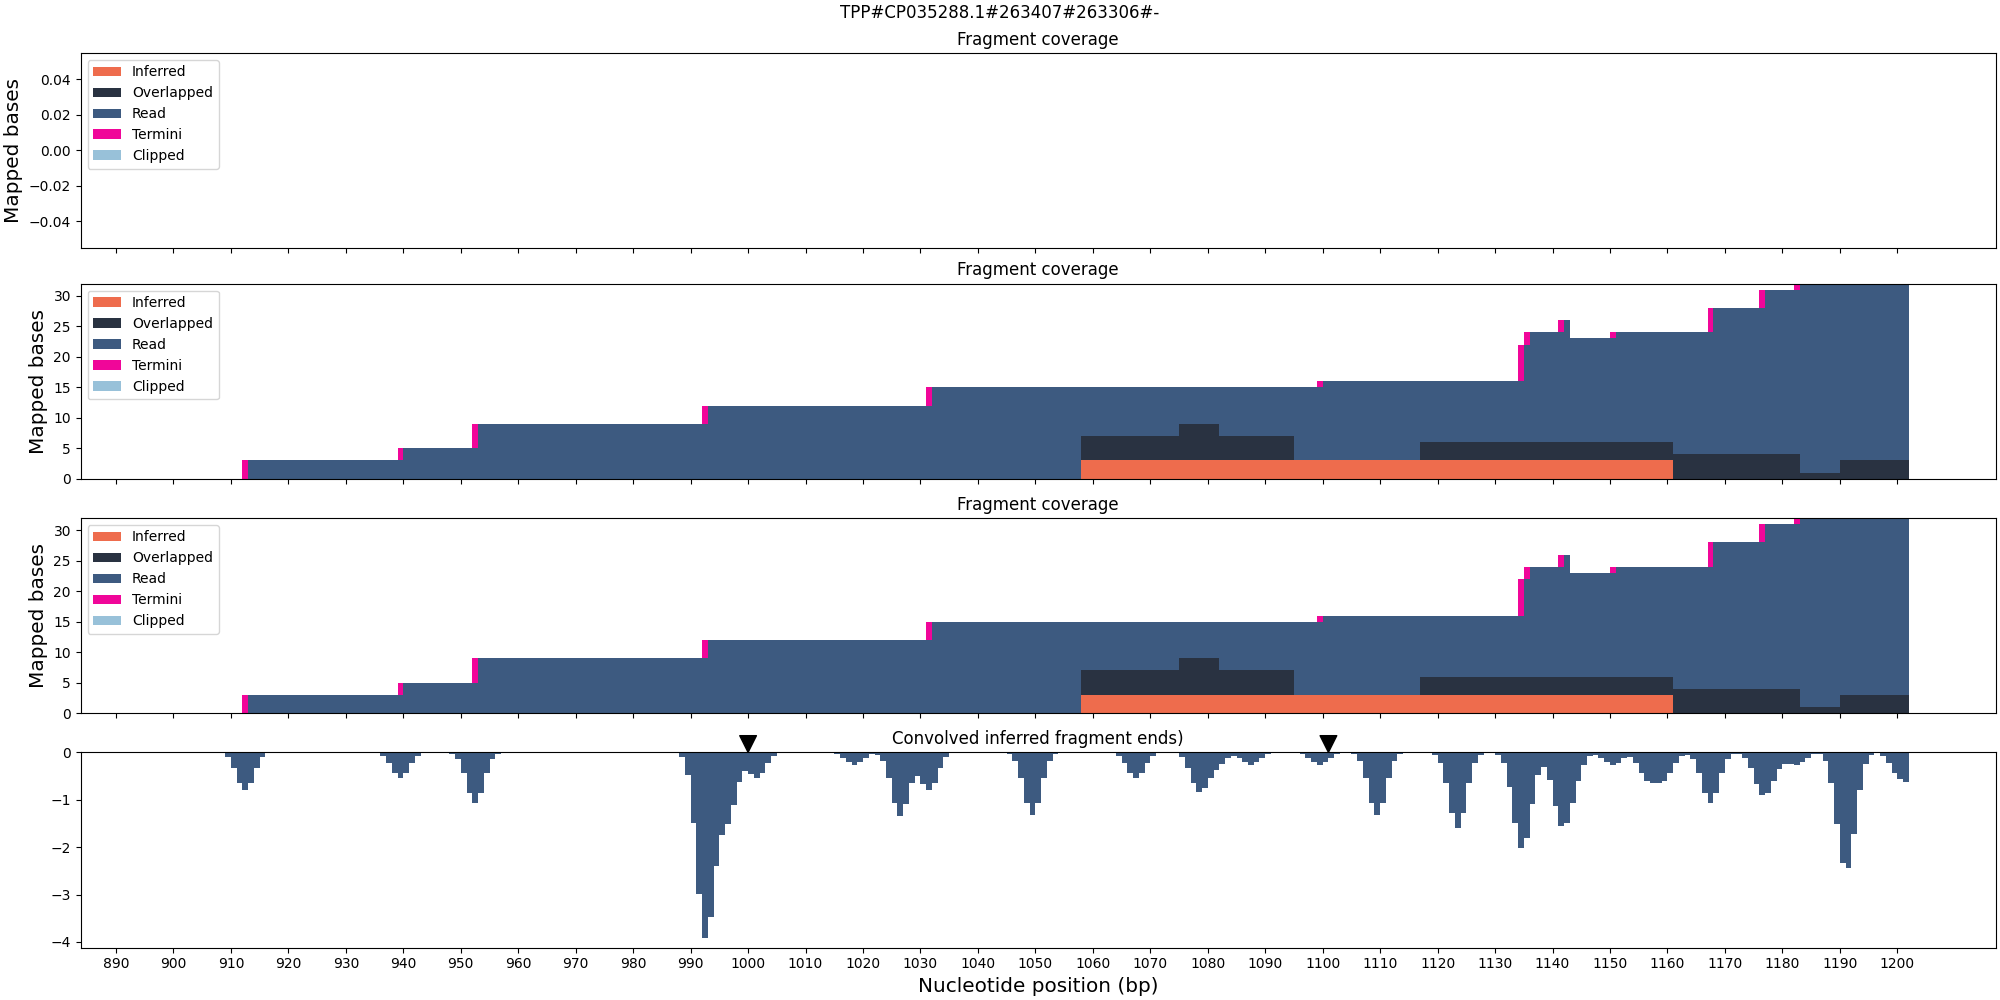 TPP#CP035288.1#263407#263306#-
Fragment coverage
Mapped bases
0.04
0.02
0.00
−0.02
−0.04
Inferred
Overlapped
Read
Termini
Clipped
Fragment coverage
Mapped bases
30
25
20
15
10
5
0
Inferred
Overlapped
Read
Termini
Clipped
Fragment coverage
Mapped bases
30
25
20
15
10
5
0
Inferred
Overlapped
Read
Termini
Clipped
Convolved inferred fragment ends)
0
−1
−2
−3
−4
890 900 910 920 930 940 950 960 970 980 990 1000 1010 1020 1030 1040 1050 1060 1070 1080 1090 1100 1110 1120 1130 1140 1150 1160 1170 1180 1190 1200
Nucleotide position (bp)